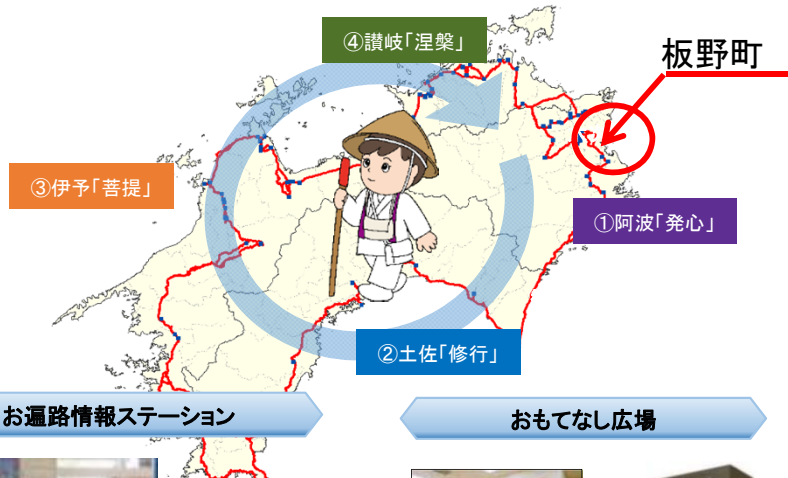 ④讃岐「涅槃」
板野町
③伊予「菩提」
①阿波「発心」
②土佐「修行」
お遍路情報ステーション
おもてなし広場